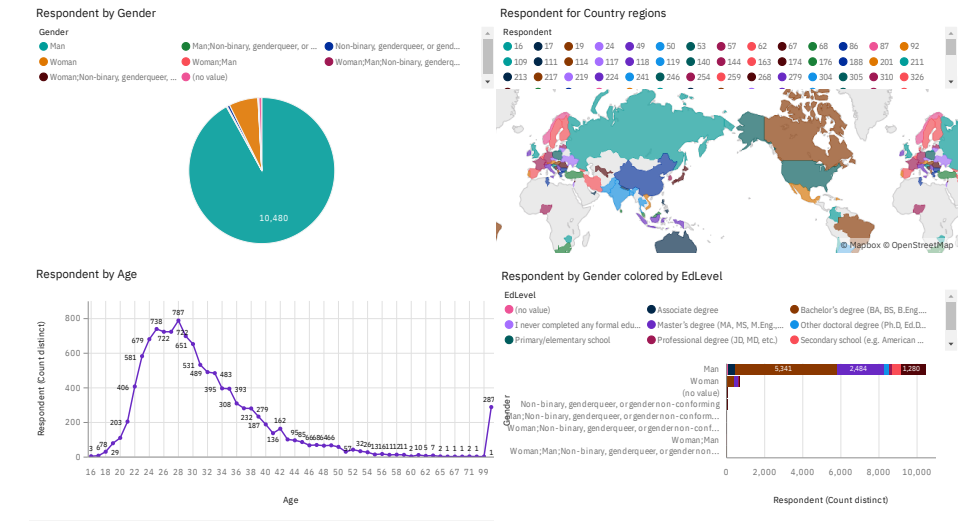 Respondent by Gender
Gender
Man
Man;Non-binary, genderqueer, or ...
Non-binary, genderqueer, or gend...
Woman
Woman;Man
Woman;Man;Non-binary, genderq...
Woman;Non-binary, genderqueer, ...
(no value)
10,480
Respondent for Country regions
Respondent
16 17 19 24 49 50 53 57 62 67 68 86 87 92
109 111 113 117 118 119 140 144 163 171 176 188 201 211
213 217 219 224 241 246 254 259 268 279 304 305 310 326
© Mapbox © OpenStreetMap
Respondent by Age
Respondent (Count distinct)
800
600
400
200
0
3 6 78 29 203 406 581 679 738 722 787 722 651 531 489 395 483 308 393 232 279 187 136 162 95 85 66 68 64 66
287
16 18 20 22 24 26 28 30 32 34 36 38 40 42 44 46 48 50 52 54 56 58 60 62 65 67 71 99
Age
Respondent by Gender colored by EdLevel
EdLevel
(no value)
Associate degree
Bachelor's degree (BA, BS, B.Eng....
I never completed any formal edu...
Master's degree (MA, MS, M.Eng.,...
Other doctoral degree (Ph.D, Ed.D...
Primary/elementary school
Professional degree (JD, MD, etc.)
Secondary school (e.g. American ...
Gender
Man
5,341 2,484 1,280
Woman
(no value)
Non-binary, genderqueer, or gender non-conforming
Man;Non-binary, genderqueer, or gender non-conform...
Woman;Non-binary, genderqueer, or gender non-conf...
Woman;Man
Woman;Man;Non-binary, genderqueer, or gender non...
0 2,000 4,000 6,000 8,000 10,000
Respondent (Count distinct)